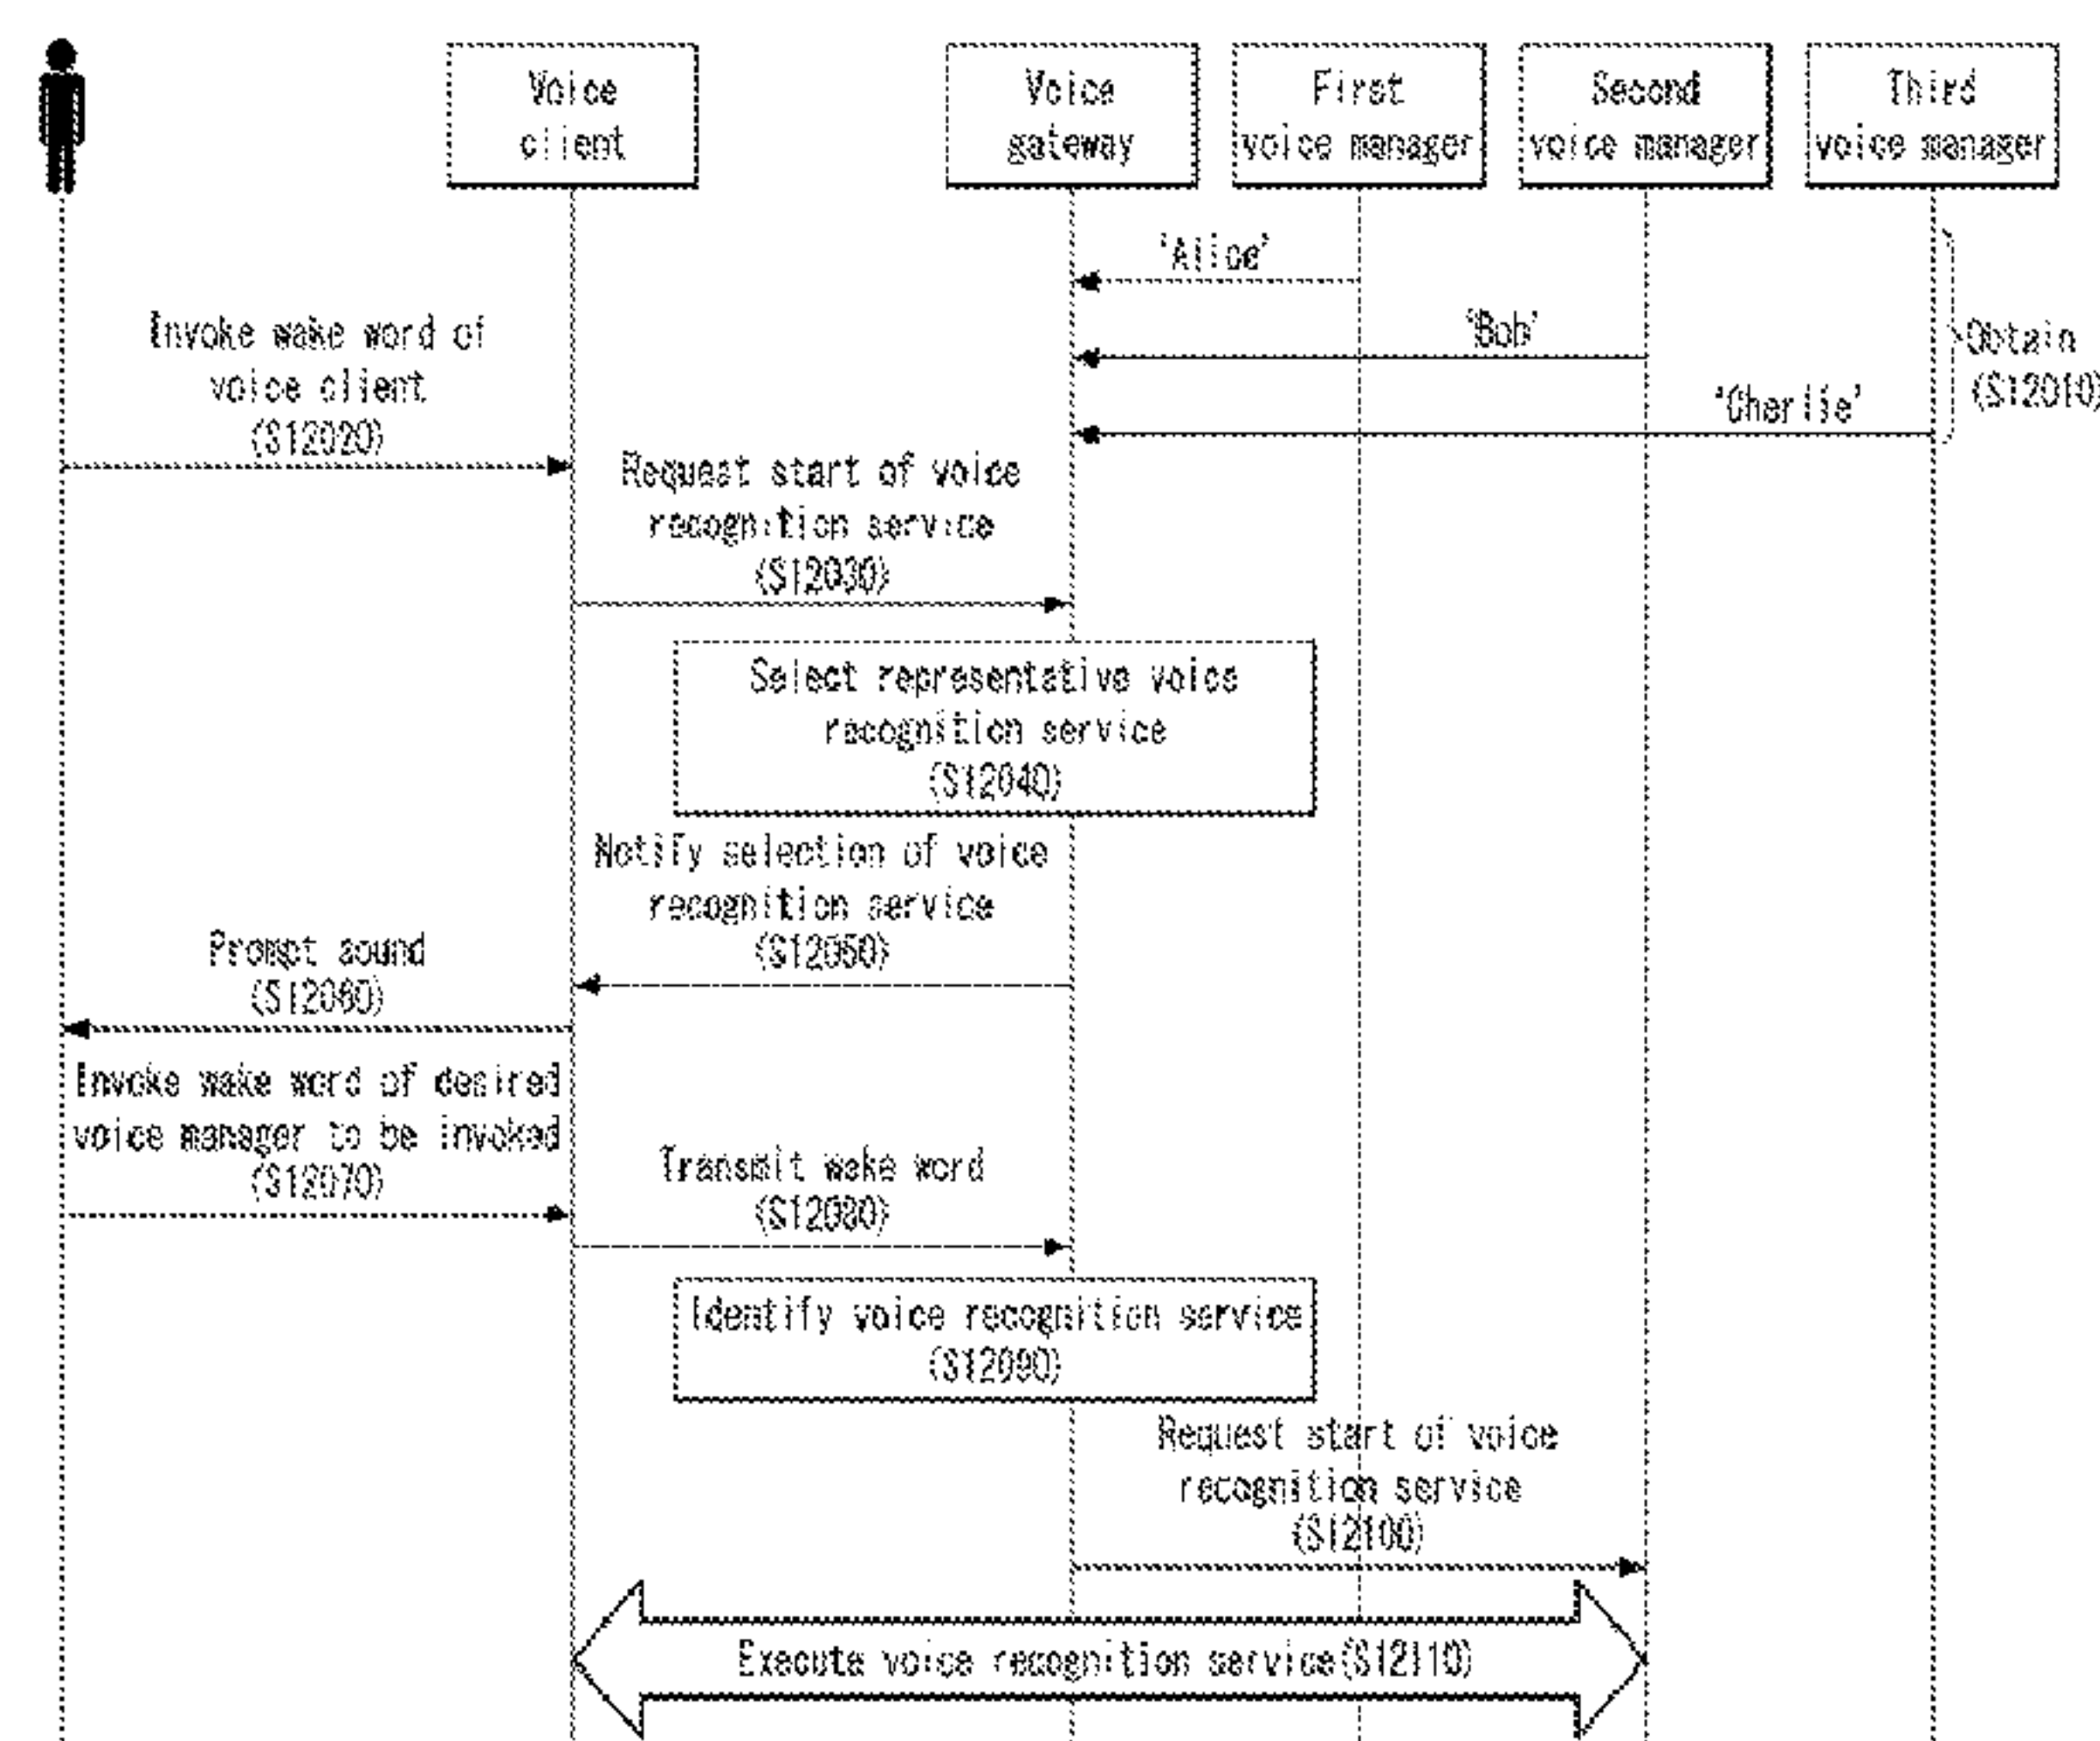 Voice
client
Voice
gateway
First
voice manager
Second
voice manager
Third
voice manager
'Alice'
'Bob'
'Cherlie'
Obtain
(S12010)
Invoke wake word of
voice client
(S12020)
Request start of voice
recognition service
(S12030)
Select representative voice
recognition service
(S12040)
Notify selection of voice
recognition service
(S12050)
Prompt sound
(S12060)
Invoke wake word of desired
voice manager to be invoked
(S12070)
Transmit wake word
(S12080)
Identify voice recognition service
(S12090)
Request start of voice
recognition service
(S12100)
Execute voice recognition service(S12110)